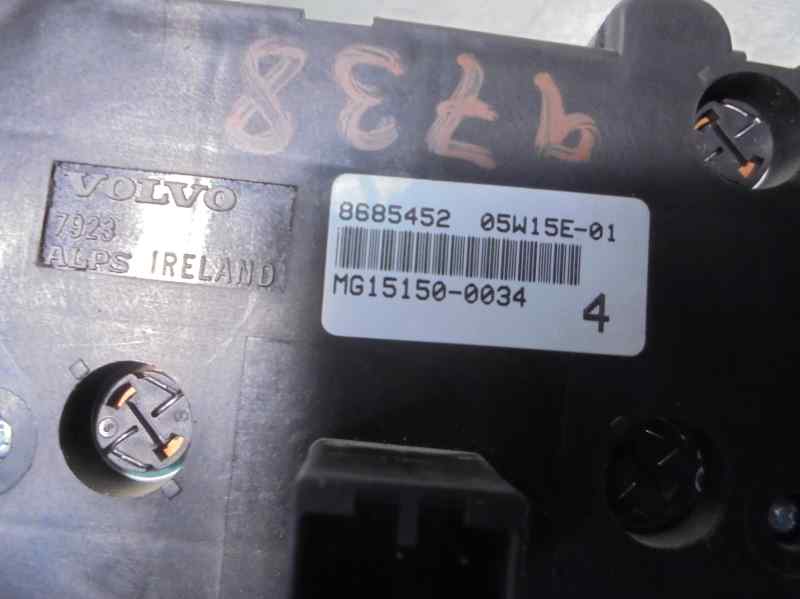 9738
VOLVO
7923
ALPS IRELAND
8685452 05W15E-01
MG15150-0034
4